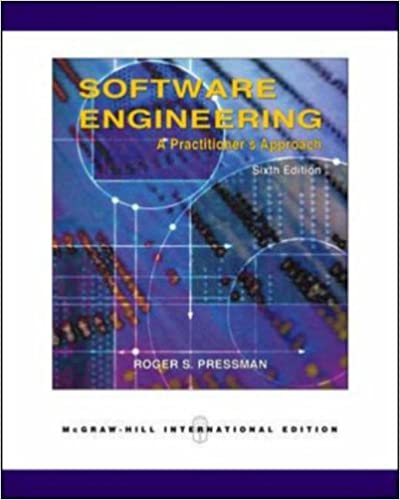 SOFTWARE
ENGINEERING
A Practitioner's Approach
Sixth Edition
ROGER S. PRESSMAN
McGRAW-HILL INTERNATIONAL EDITION